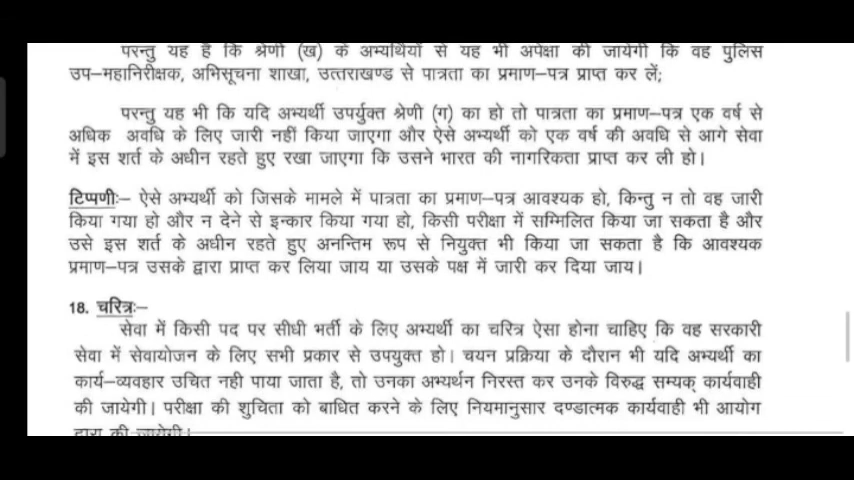 परन्तु यह है कि श्रेणी (ख) के अभ्यर्थियों से यह भी अपेक्षा की जायेगी कि वह पुलिस
उप–महानिरीक्षक, अभिसूचना शाखा, उत्तराखण्ड से पात्रता का प्रमाण–पत्र प्राप्त कर लें;
परन्तु यह भी कि यदि अभ्यर्थी उपर्युक्त श्रेणी (ग) का हो तो पात्रता का प्रमाण–पत्र एक वर्ष से
अधिक अवधि के लिए जारी नहीं किया जाएगा और ऐसे अभ्यर्थी को एक वर्ष की अवधि से आगे सेवा
में इस शर्त के अधीन रहते हुए रखा जाएगा कि उसने भारत की नागरिकता प्राप्त कर ली हो।
टिप्पणीः– ऐसे अभ्यर्थी को जिसके मामले में पात्रता का प्रमाण–पत्र आवश्यक हो, किन्तु न तो वह जारी
किया गया हो और न देने से इन्कार किया गया हो, किसी परीक्षा में सम्मिलित किया जा सकता है और
उसे इस शर्त के अधीन रहते हुए अनन्तिम रूप से नियुक्त भी किया जा सकता है कि आवश्यक
प्रमाण–पत्र उसके द्वारा प्राप्त कर लिया जाय या उसके पक्ष में जारी कर दिया जाय।
18. चरित्रः–
सेवा में किसी पद पर सीधी भर्ती के लिए अभ्यर्थी का चरित्र ऐसा होना चाहिए कि वह सरकारी
सेवा में सेवायोजन के लिए सभी प्रकार से उपयुक्त हो। चयन प्रक्रिया के दौरान भी यदि अभ्यर्थी का
कार्य–व्यवहार उचित नही पाया जाता है, तो उनका अभ्यर्थन निरस्त कर उनके विरुद्ध सम्यक् कार्यवाही
की जायेगी। परीक्षा की शुचिता को बाधित करने के लिए नियमानुसार दण्डात्मक कार्यवाही भी आयोग
द्वारा की जायेगी।